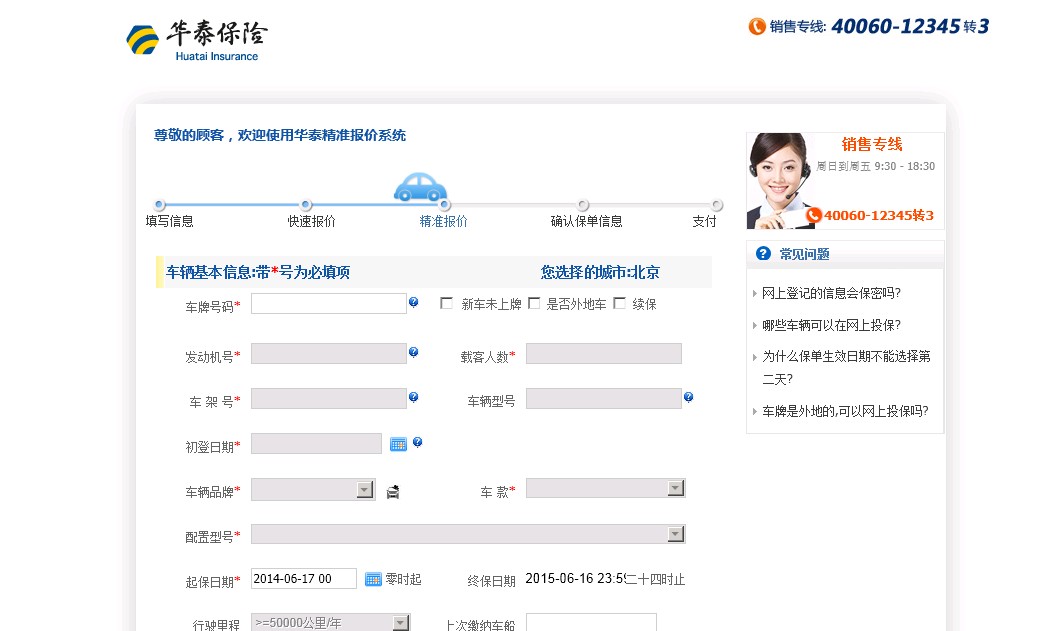 华泰保险
Huatai Insurance
销售专线: 40060-12345转3
尊敬的顾客，欢迎使用华泰精准报价系统
填写信息 快速报价 精准报价 确认保单信息 支付
车辆基本信息:带*号为必填项 您选择的城市:北京
车牌号码* 新车未上牌 是否外地车 续保
发动机号* 载客人数*
车 架 号* 车辆型号
初登日期*
车辆品牌* 车 款*
配置型号*
起保日期* 2014-06-17 00 零时起 终保日期 2015-06-16 23:59 二十四时止
行驶里程 >=50000公里/年 上次缴纳车船
销售专线
周日到周五 9:30 - 18:30
40060-12345转3
常见问题
网上登记的信息会保密吗?
哪些车辆可以在网上投保?
为什么保单生效日期不能选择第
二天?
车牌是外地的,可以网上投保吗?